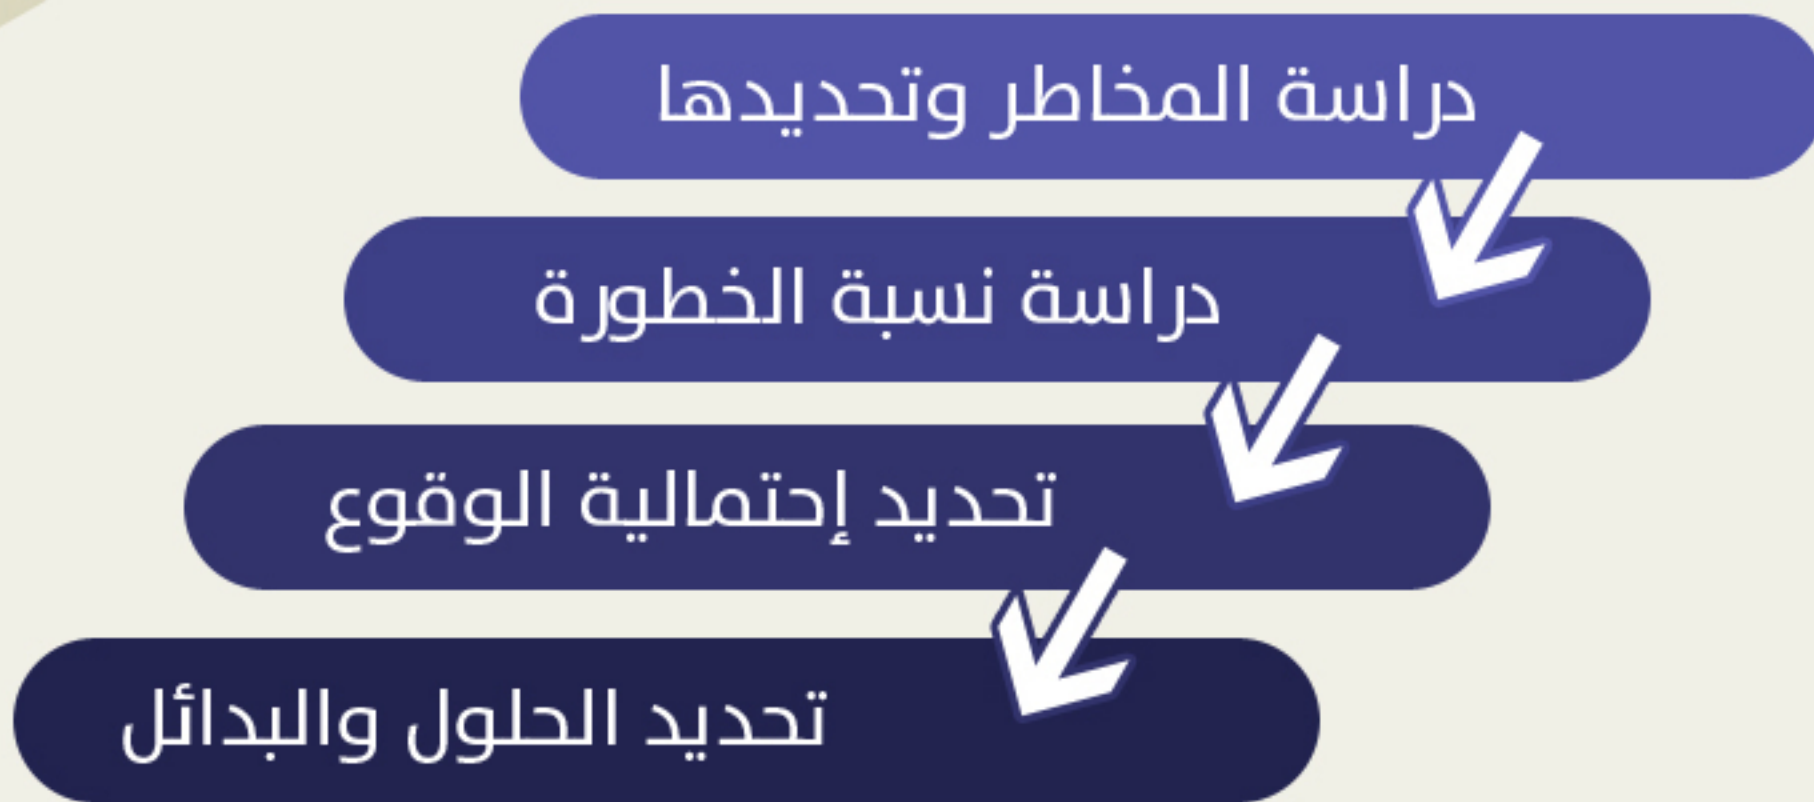 دراسة المخاطر وتحديدها
دراسة نسبة الخطورة
تحديد إحتمالية الوقوع
تحديد الحلول والبدائل